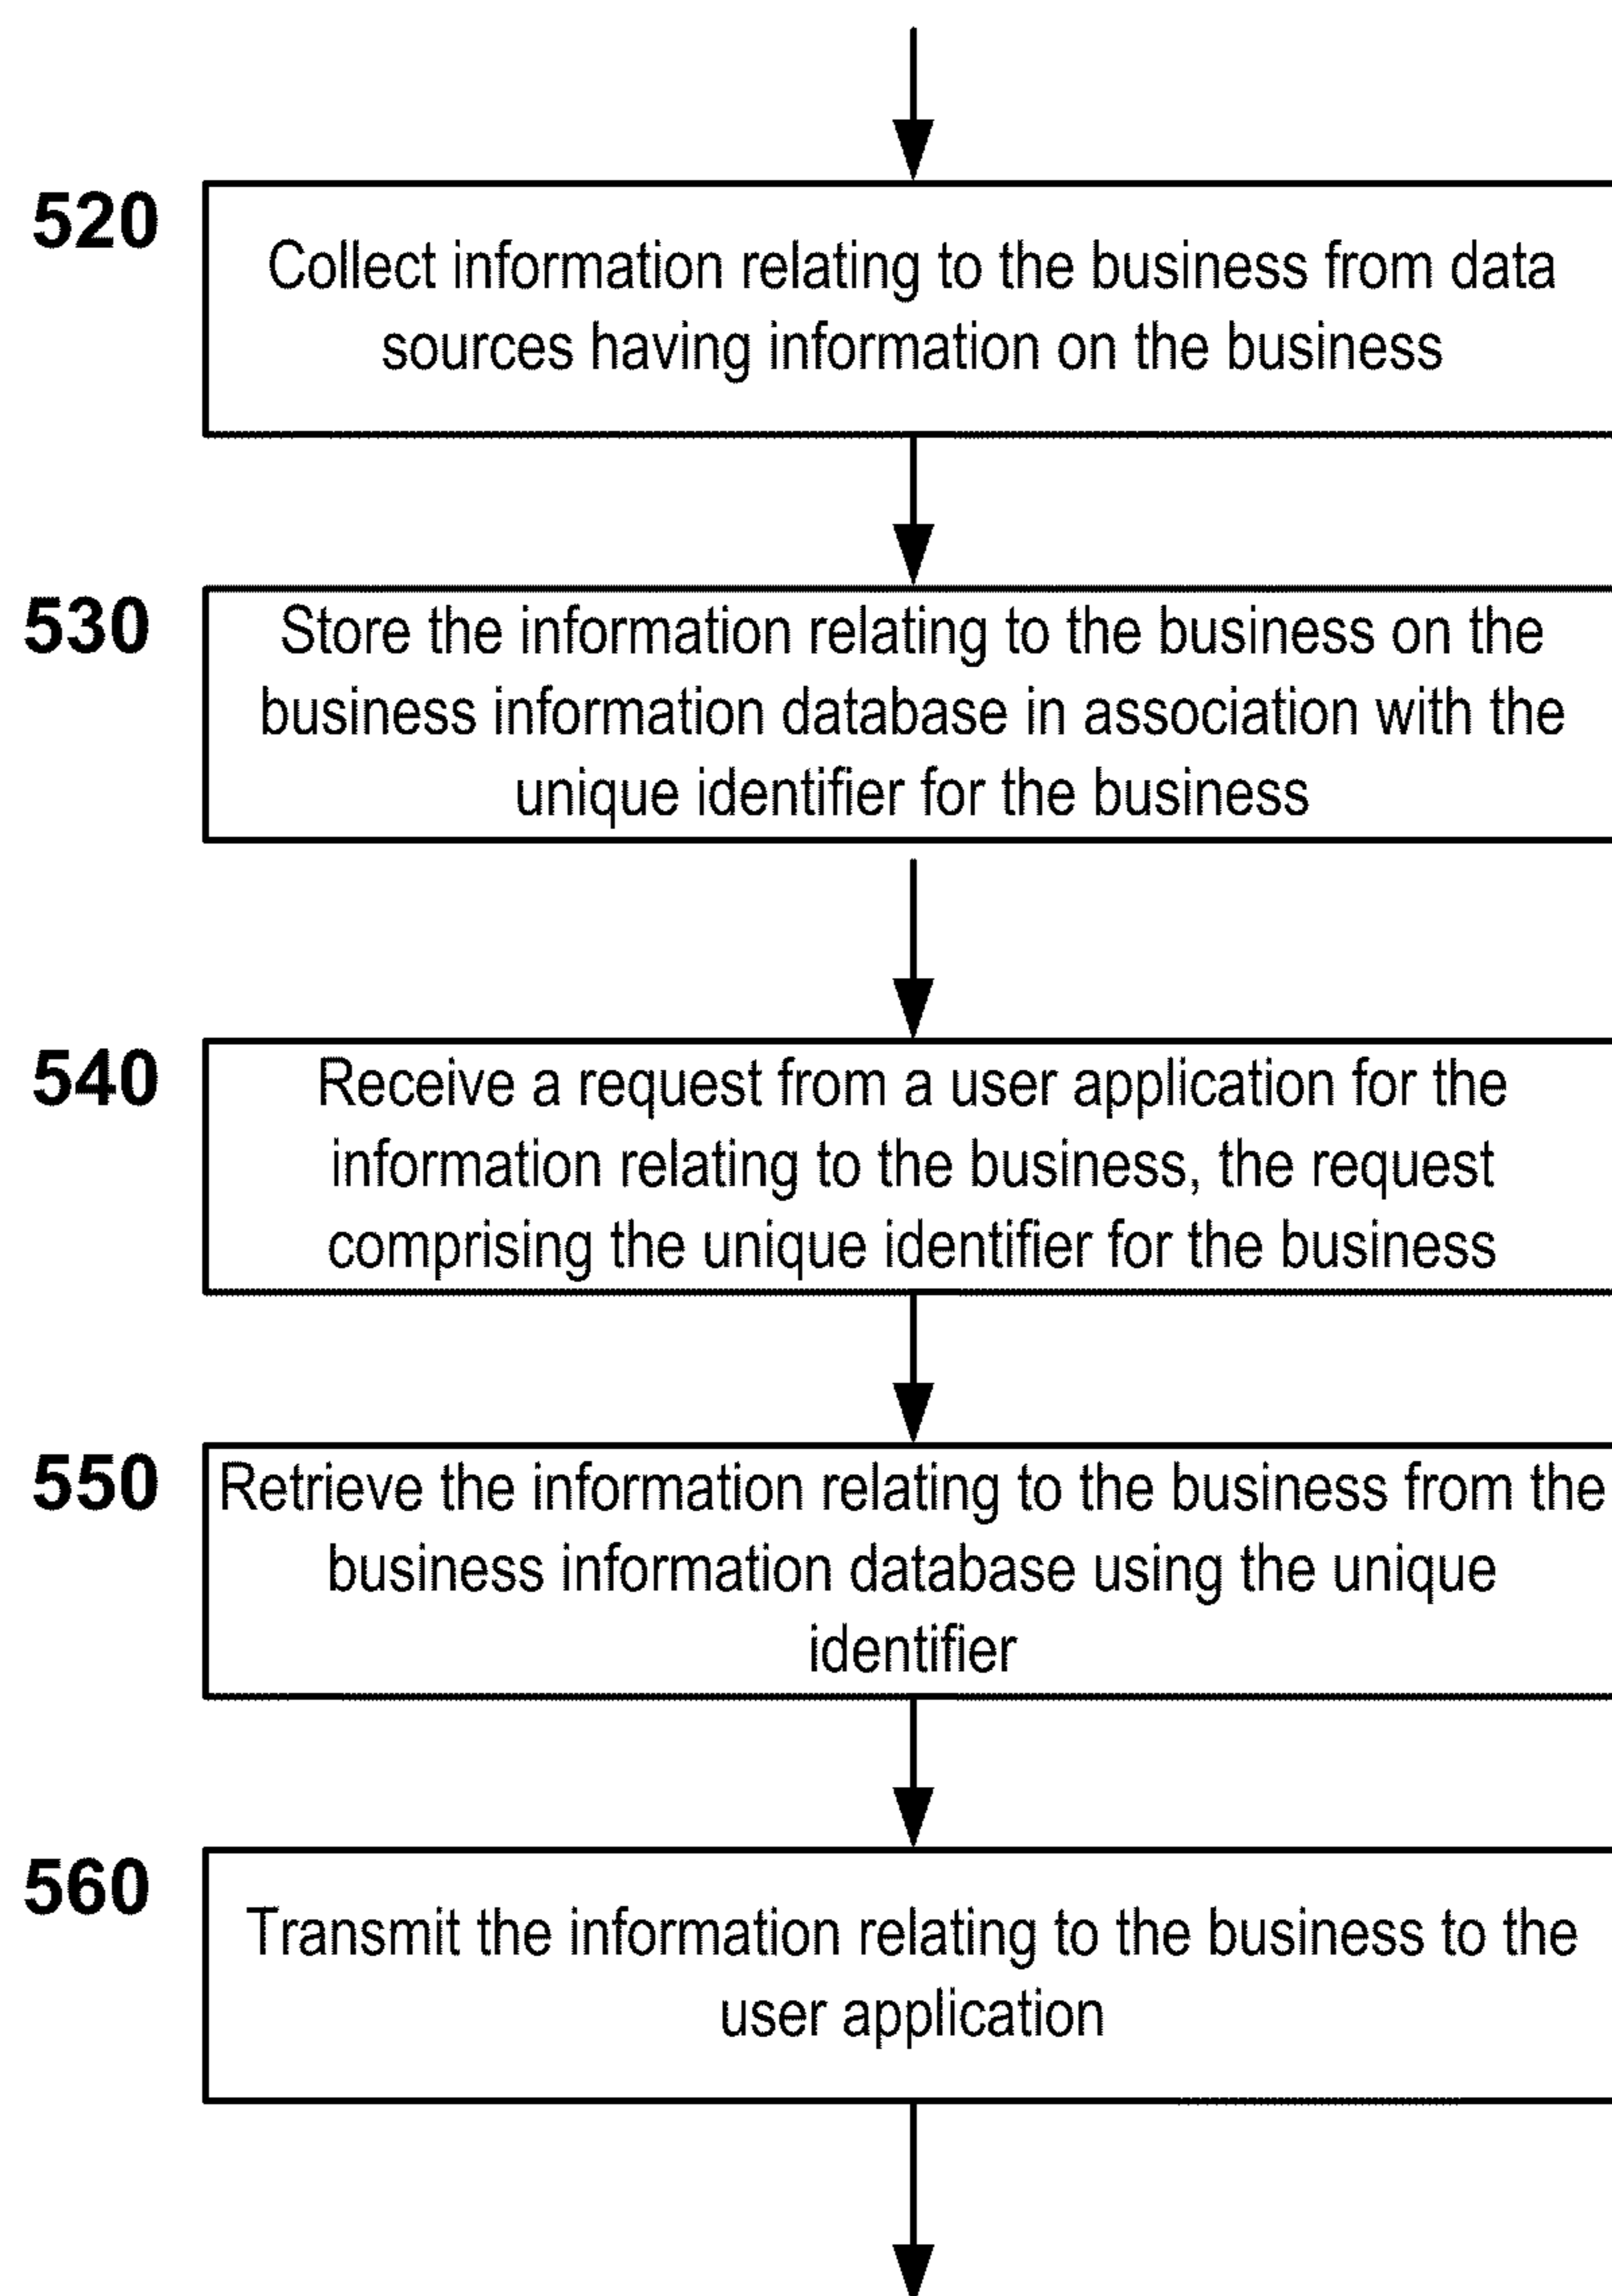 520
Collect information relating to the business from data
sources having information on the business
530
Store the information relating to the business on the
business information database in association with the
unique identifier for the business
540
Receive a request from a user application for the
information relating to the business, the request
comprising the unique identifier for the business
550
Retrieve the information relating to the business from the
business information database using the unique
identifier
560
Transmit the information relating to the business to the
user application